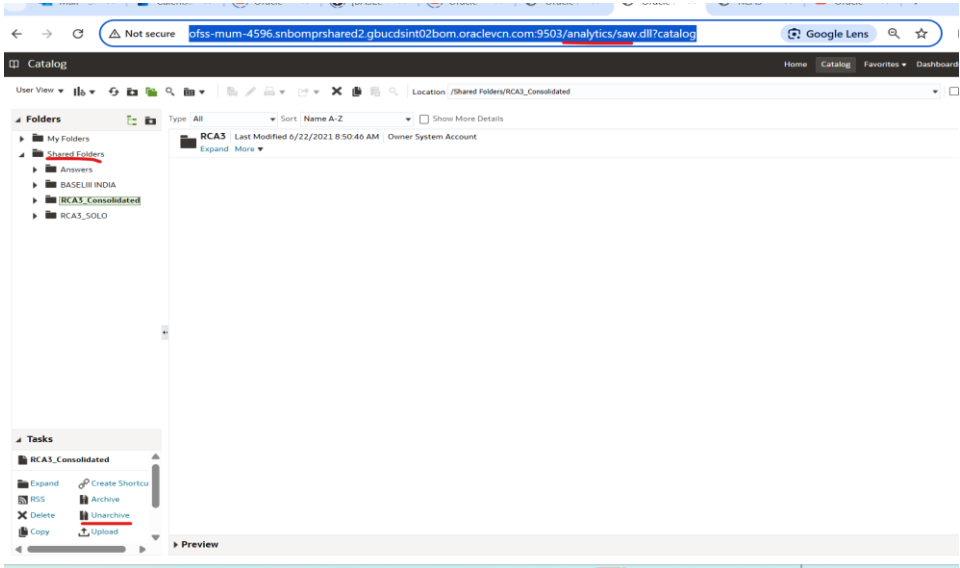 Not secure ofss-mum-4596.snbomprshared2.gbucdsint02bom.oraclevcn.com:9503/analytics/saw.dll?catalog Google Lens
Catalog Home Catalog Favorites Dashboard
User View Location /Shared Folders/RCA3_Consolidated
Folders Type All Sort Name A-Z Show More Details
My Folders RCA3 Last Modified 6/22/2021 8:50:46 AM Owner System Account
Shared Folders Expand More
Answers
BASELIII INDIA
RCA3_Consolidated
RCA3_SOLO
Tasks
RCA3_Consolidated
Expand Create Shortcu
RSS Archive
Delete Unarchive
Copy Upload
Preview